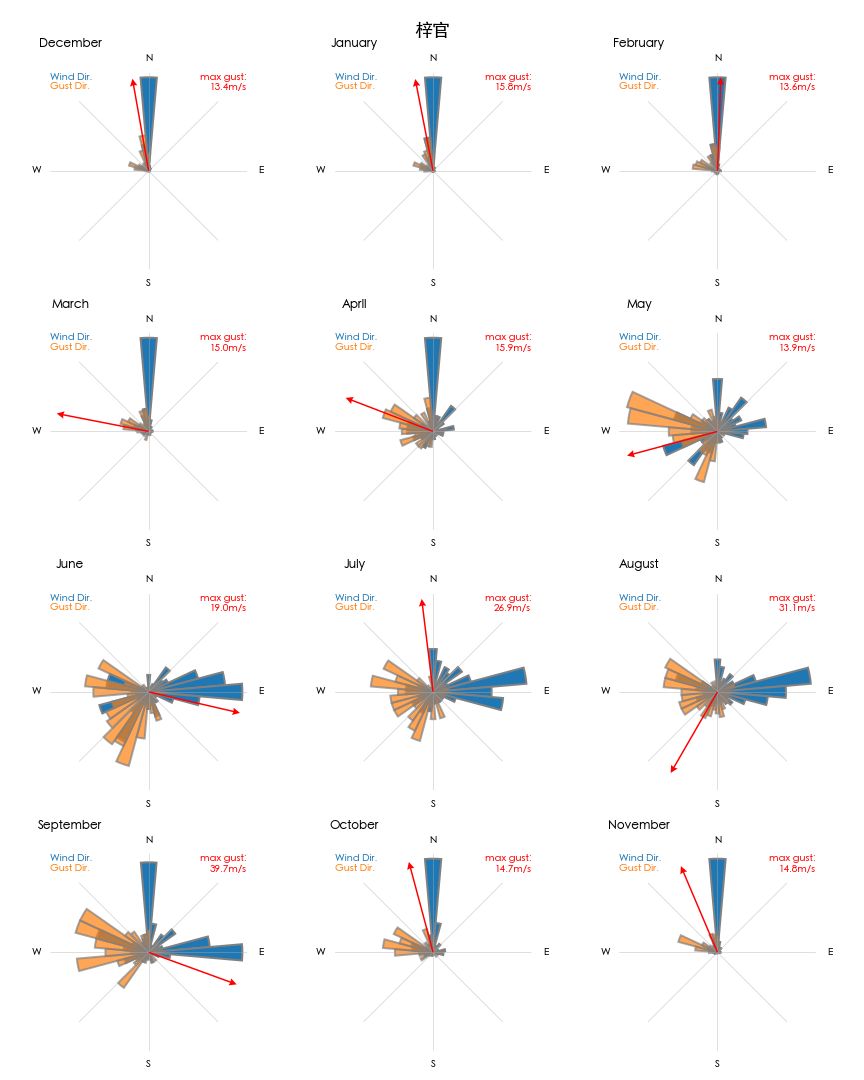 梓官
December
N
Wind Dir.
Gust Dir.
max gust:
13.4m/s
W
E
S
January
N
Wind Dir.
Gust Dir.
max gust:
15.8m/s
W
E
S
February
N
Wind Dir.
Gust Dir.
max gust:
13.6m/s
W
E
S
March
N
Wind Dir.
Gust Dir.
max gust:
15.0m/s
W
E
S
April
N
Wind Dir.
Gust Dir.
max gust:
15.9m/s
W
E
S
May
N
Wind Dir.
Gust Dir.
max gust:
13.9m/s
W
E
S
June
N
Wind Dir.
Gust Dir.
max gust:
19.0m/s
W
E
S
July
N
Wind Dir.
Gust Dir.
max gust:
26.9m/s
W
E
S
August
N
Wind Dir.
Gust Dir.
max gust:
31.1m/s
W
E
S
September
N
Wind Dir.
Gust Dir.
max gust:
39.7m/s
W
E
S
October
N
Wind Dir.
Gust Dir.
max gust:
14.7m/s
W
E
S
November
N
Wind Dir.
Gust Dir.
max gust:
14.8m/s
W
E
S